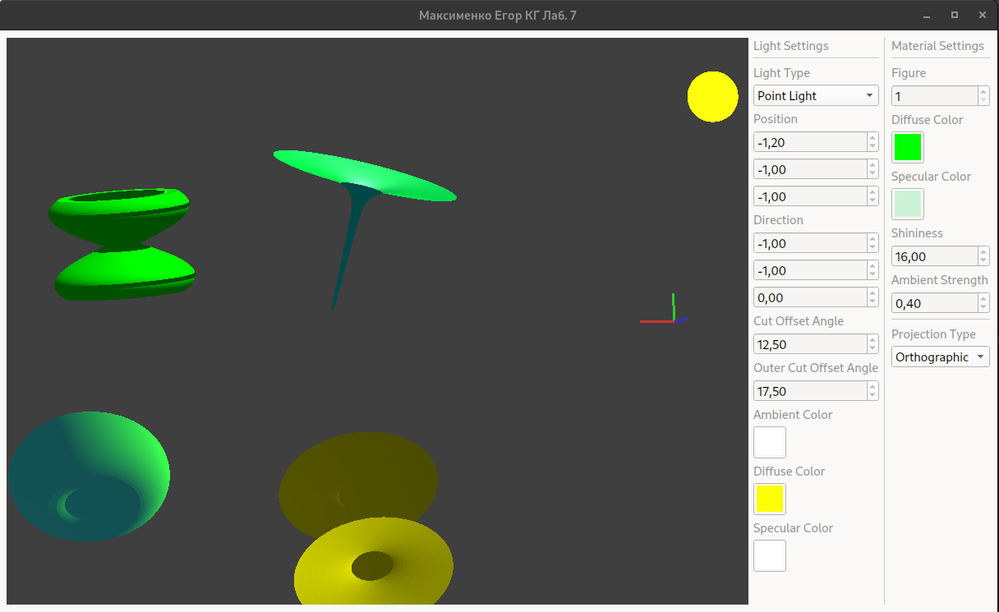 Максименко Егор КГ Лаб. 7
Light Settings
Light Type
Point Light
Position
-1,20
-1,00
-1,00
Direction
-1,00
-1,00
0,00
Cut Offset Angle
12,50
Outer Cut Offset Angle
17,50
Ambient Color
Diffuse Color
Specular Color
Material Settings
Figure
1
Diffuse Color
Specular Color
Shininess
16,00
Ambient Strength
0,40
Projection Type
Orthographic